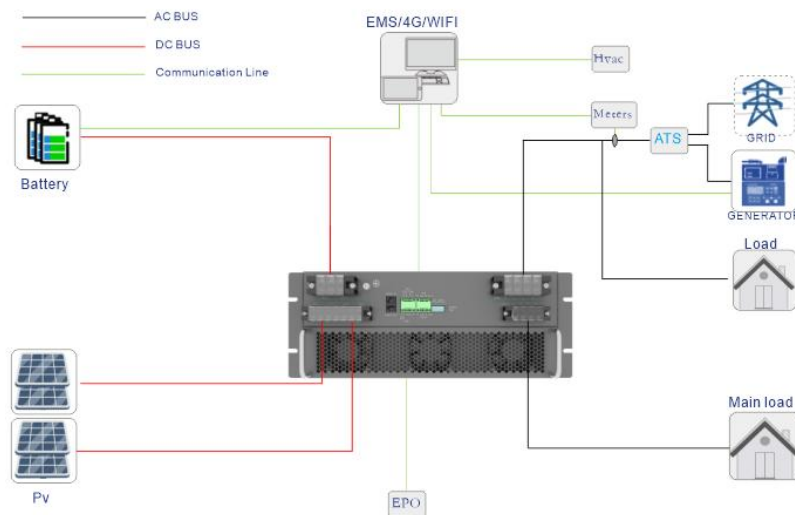 AC BUS
DC BUS
Communication Line
EMS/4G/WIFI
Hvac
Meters
ATS
GRID
GENERATOR
Battery
Load
Main load
Pv
EPO